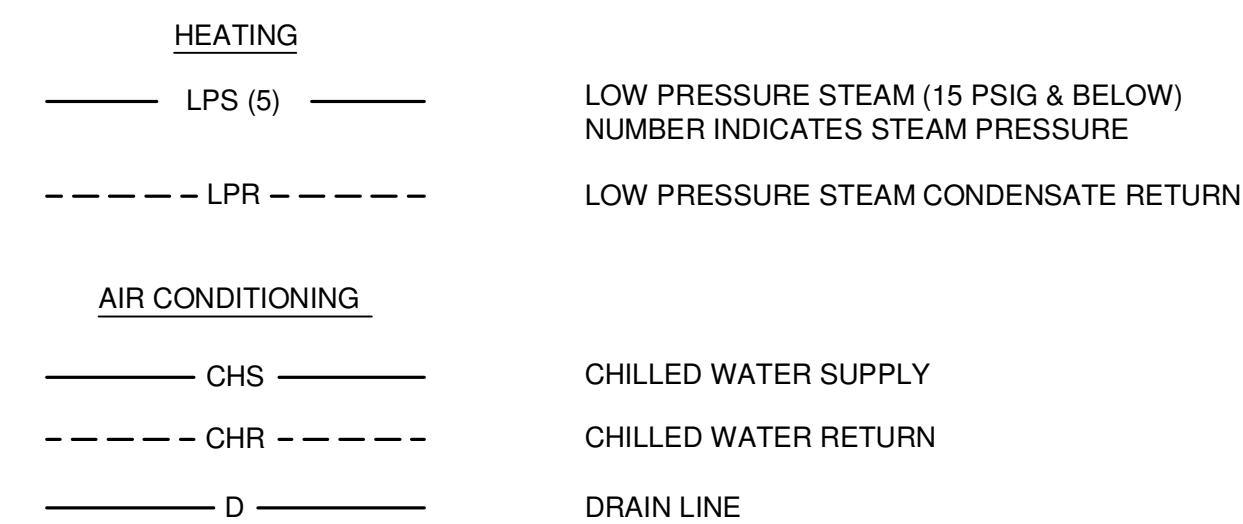 HEATING
LPS (5) LOW PRESSURE STEAM (15 PSIG & BELOW)
NUMBER INDICATES STEAM PRESSURE
LPR LOW PRESSURE STEAM CONDENSATE RETURN
AIR CONDITIONING
CHS CHILLED WATER SUPPLY
CHR CHILLED WATER RETURN
D DRAIN LINE